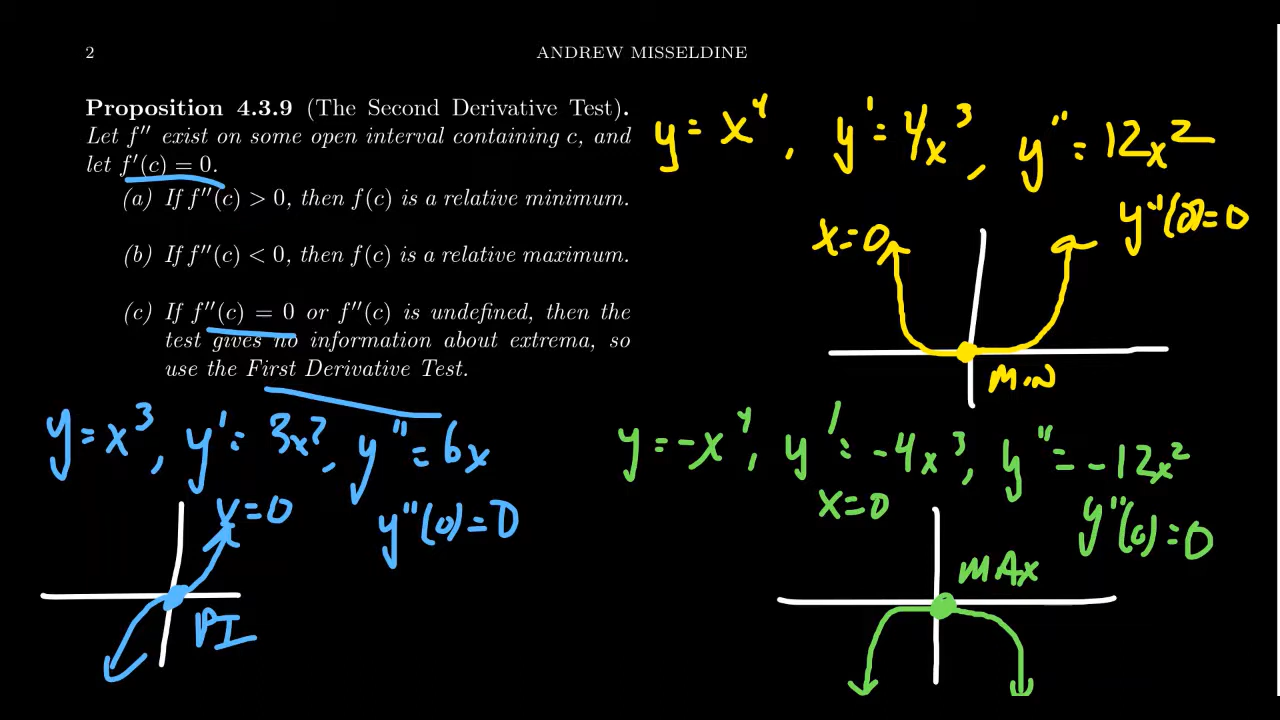 2 ANDREW MISSELDINE
Proposition 4.3.9 (The Second Derivative Test).
Let f″ exist on some open interval containing c, and
let f′(c) = 0.
(a) If f″(c) > 0, then f(c) is a relative minimum.
(b) If f″(c) < 0, then f(c) is a relative maximum.
(c) If f″(c) = 0 or f″(c) is undefined, then the
test gives no information about extrema, so
use the First Derivative Test.
y = x⁴, y′ = 4x³, y″ = 12x²
y″(0) = 0
x = 0
MIN
y = x³, y′ = 3x², y″ = 6x
x = 0
y″(0) = 0
PI
y = -x⁴, y′ = -4x³, y″ = -12x²
x = 0
y″(0) = 0
MAX